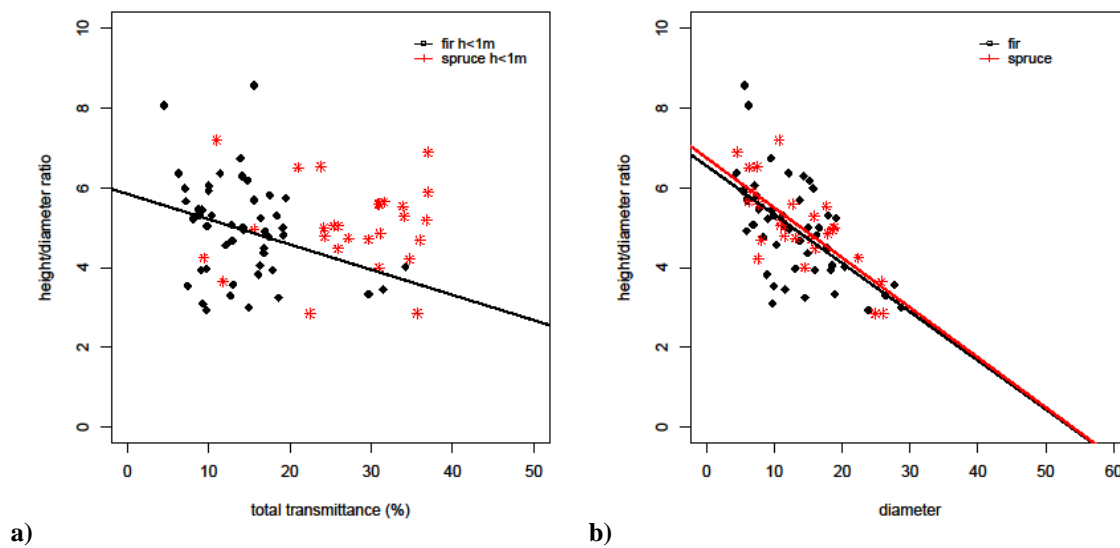 fir h<1m
spruce h<1m
height/diameter ratio
10
8
6
4
2
0
0 10 20 30 40 50
total transmittance (%)
a)
fir
spruce
height/diameter ratio
10
8
6
4
2
0
0 10 20 30 40 50 60
diameter
b)